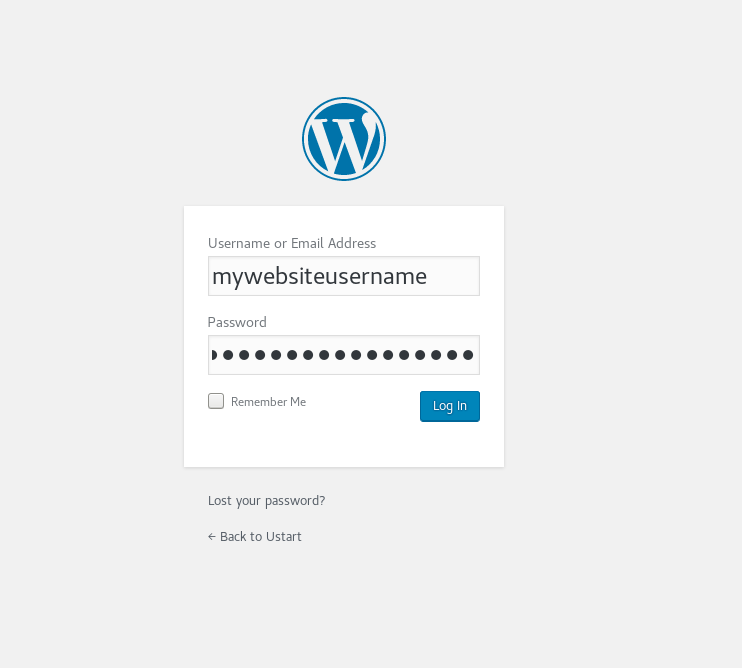 Username or Email Address
mywebsiteusername
Password
Remember Me
Log In
Lost your password?
← Back to Ustart